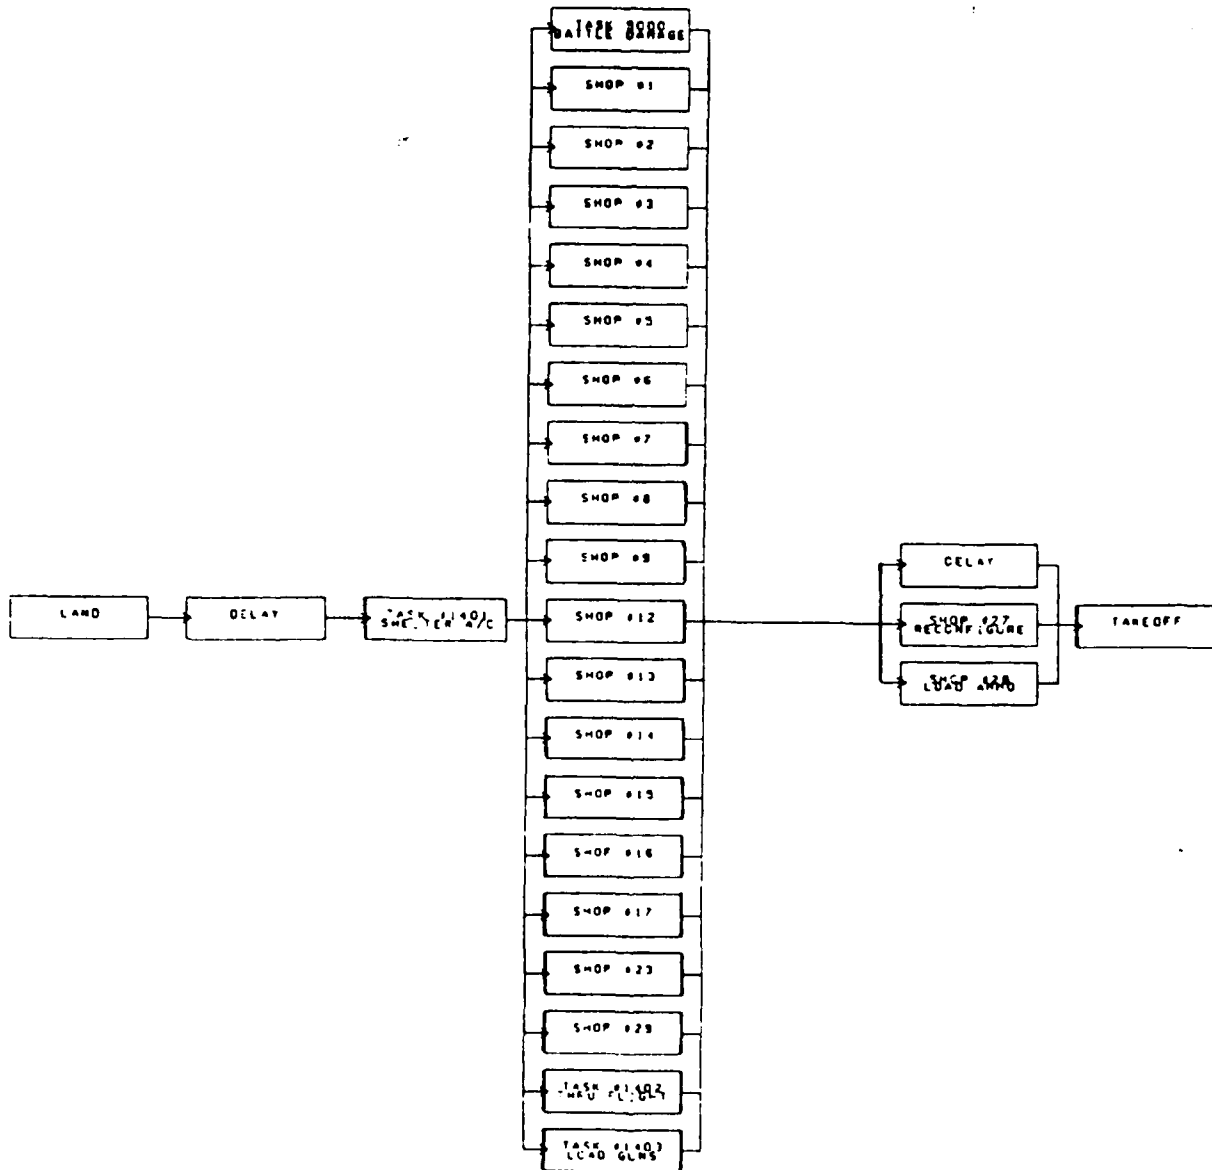 TASK 9000
BATTLE DAMAGE
SHOP #1
SHOP #2
SHOP #3
SHOP #4
SHOP #5
SHOP #6
SHOP #7
SHOP #8
SHOP #9
LAND
DELAY
TASK #1401
SHELTER A/C
SHOP #12
SHOP #13
SHOP #14
SHOP #15
SHOP #16
SHOP #17
SHOP #23
SHOP #29
TASK #1402
THRU FLIGHT
TASK #1403
LOAD GUNS
DELAY
SHOP #27
RECONFIGURE
SHOP #28
LOAD AMMO
TAKEOFF